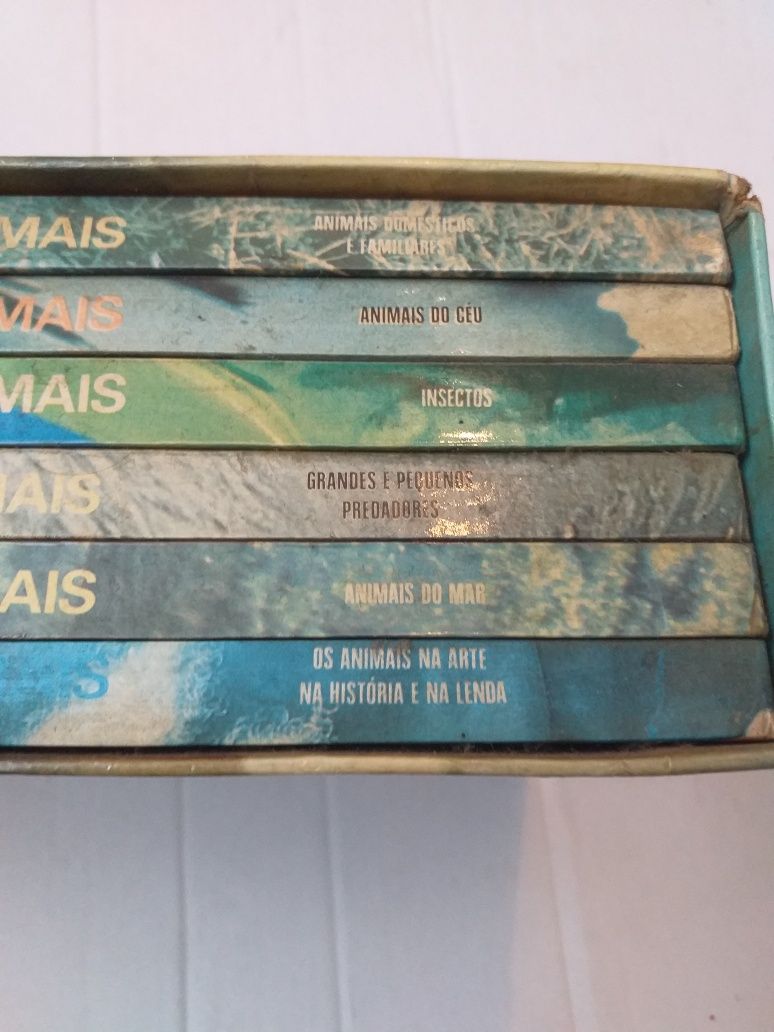 MAIS
ANIMAIS DOMÉSTICOS
E FAMILIARES
MAIS
ANIMAIS DO CÉU
MAIS
INSECTOS
MAIS
GRANDES E PEQUENOS
PREDADORES
AIS
ANIMAIS DO MAR
MAIS
OS ANIMAIS NA ARTE
NA HISTÓRIA E NA LENDA